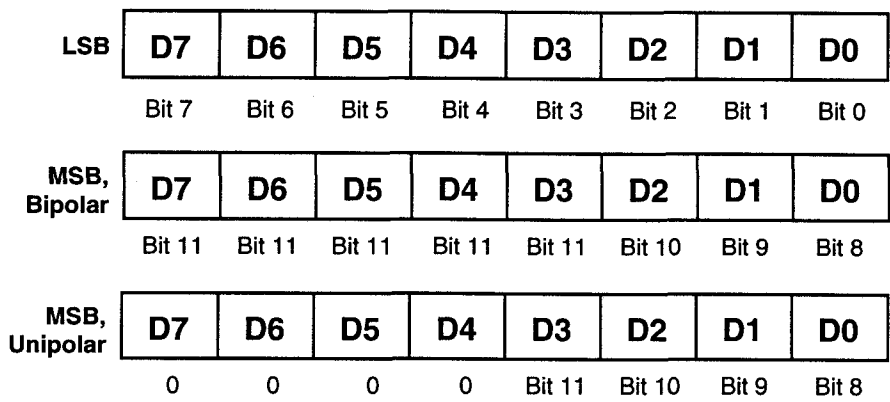 LSB D7 D6 D5 D4 D3 D2 D1 D0
Bit 7 Bit 6 Bit 5 Bit 4 Bit 3 Bit 2 Bit 1 Bit 0
MSB,
Bipolar D7 D6 D5 D4 D3 D2 D1 D0
Bit 11 Bit 11 Bit 11 Bit 11 Bit 11 Bit 10 Bit 9 Bit 8
MSB,
Unipolar D7 D6 D5 D4 D3 D2 D1 D0
0 0 0 0 Bit 11 Bit 10 Bit 9 Bit 8